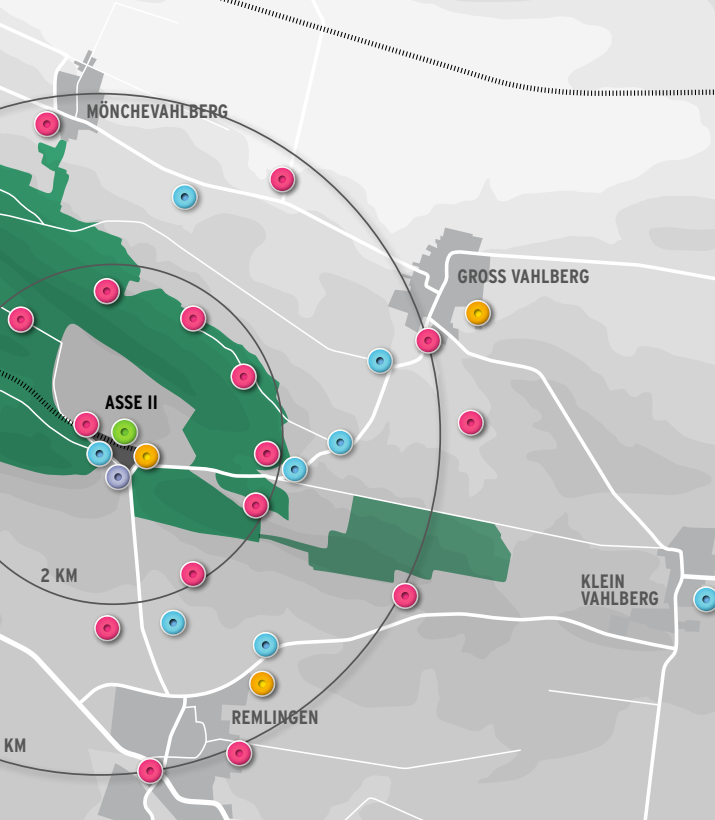 MÖNCHEVAHLBERG
GROSS VAHLBERG
ASSE II
2 KM
KLEIN
VAHLBERG
REMLINGEN
KM